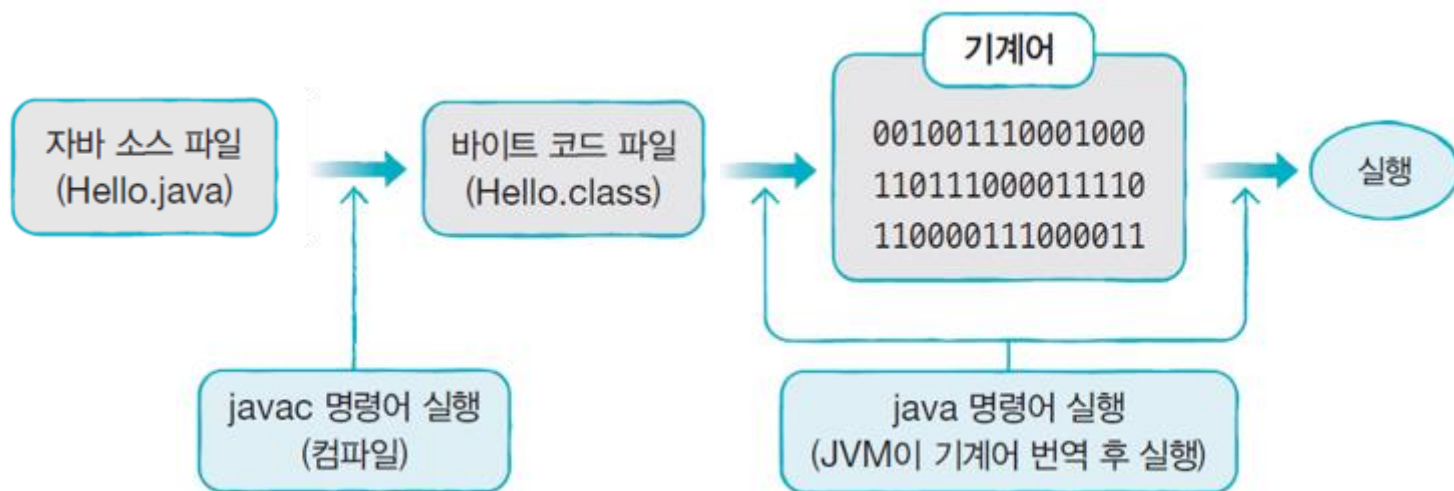 기계어
자바 소스 파일
(Hello.java)
바이트 코드 파일
(Hello.class)
001001110001000
110111000011110
110000111000011
실행
javac 명령어 실행
(컴파일)
java 명령어 실행
(JVM이 기계어 번역 후 실행)